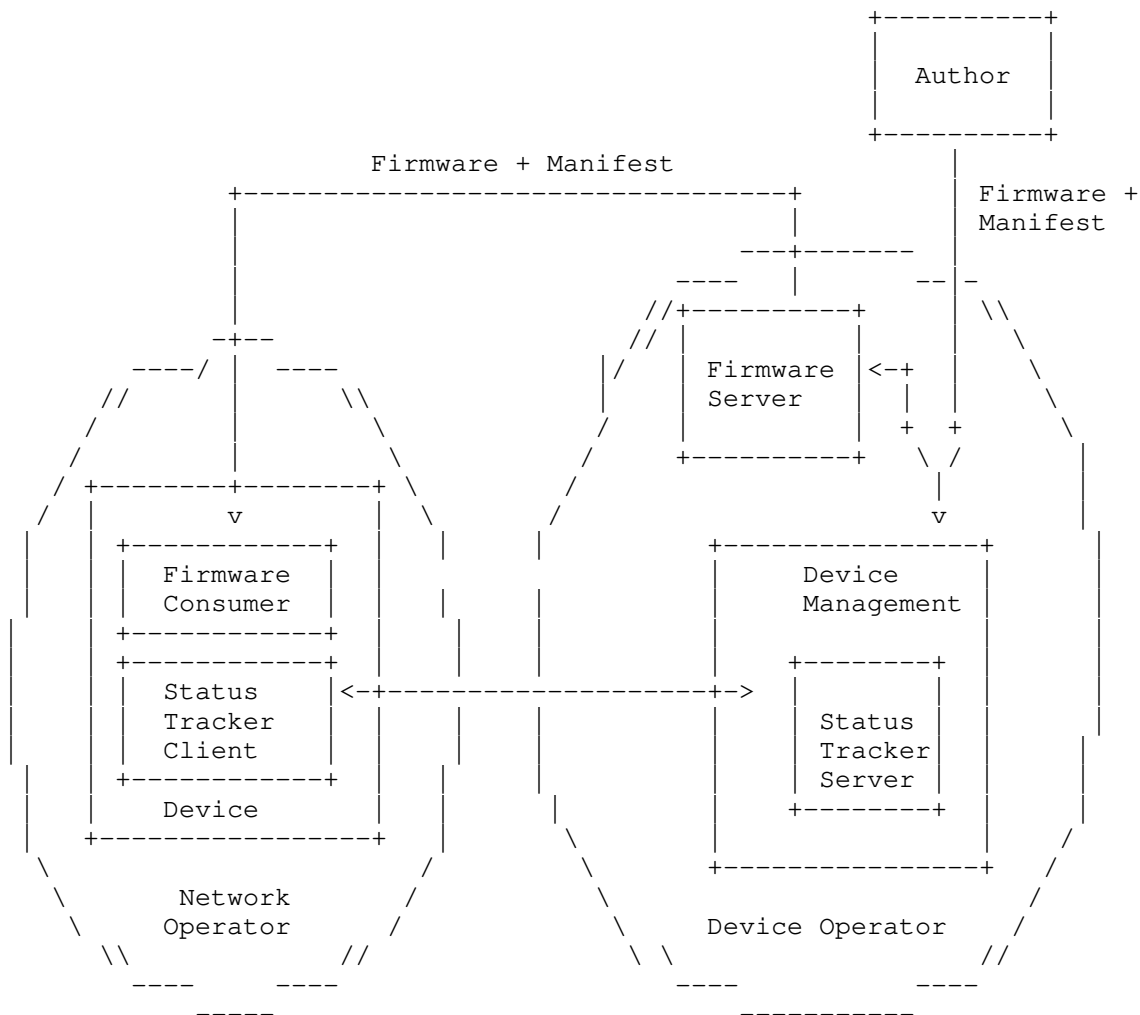 Author
Firmware + Manifest
Firmware +
Manifest
Firmware
Server
Firmware
Consumer
Device
Management
Status
Tracker
Client
Status
Tracker
Server
Device
Network
Operator
Device Operator